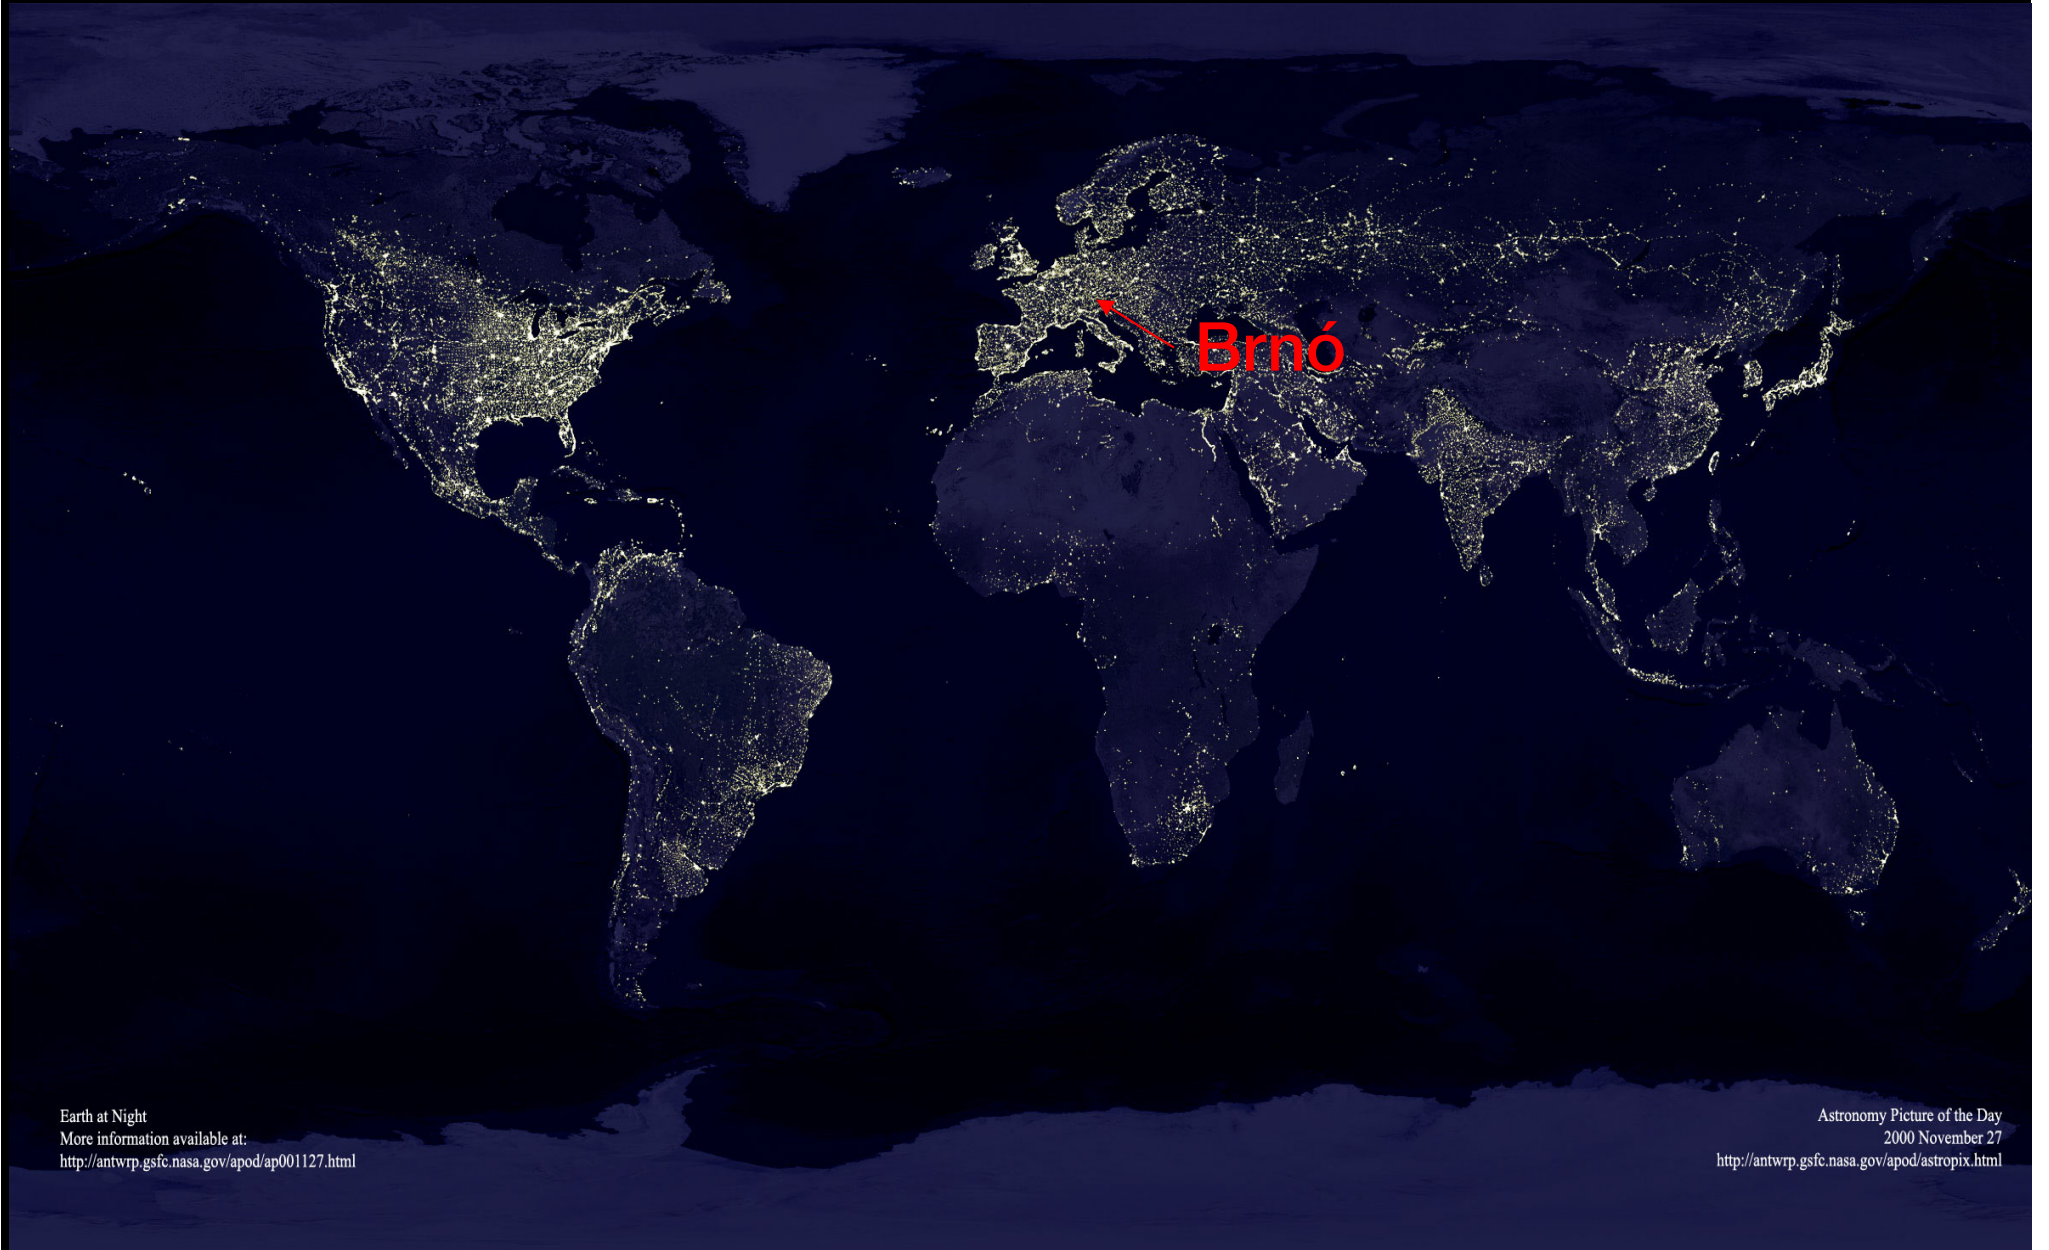 Brnó
Earth at Night
More information available at:
http://antwrp.gsfc.nasa.gov/apod/ap001127.html
Astronomy Picture of the Day
2000 November 27
http://antwrp.gsfc.nasa.gov/apod/astropix.html